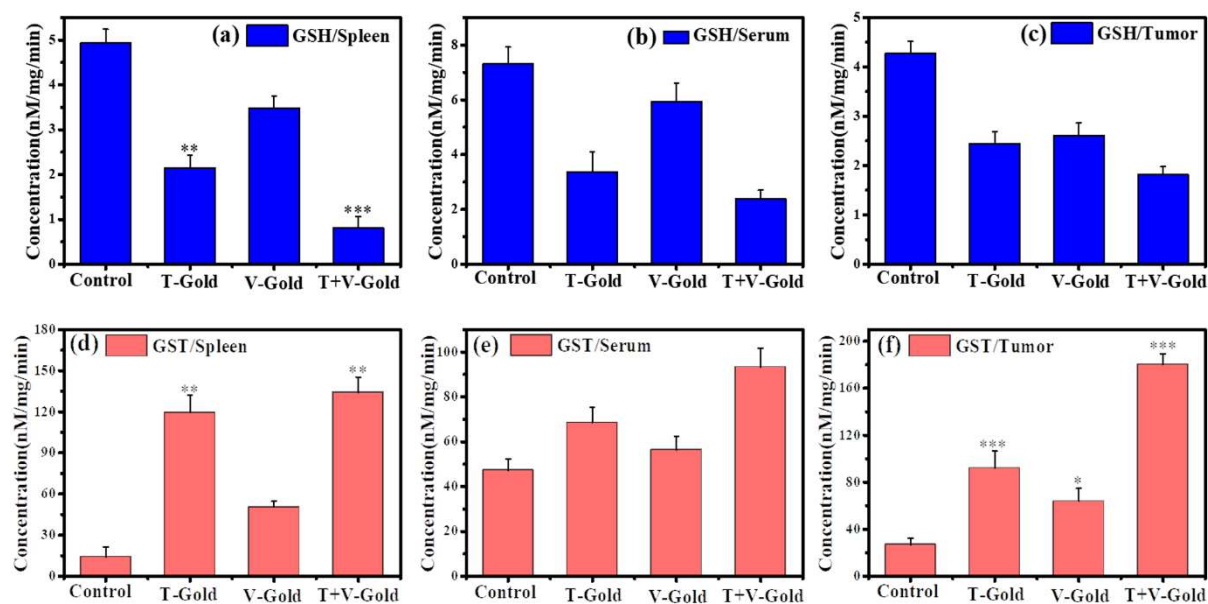 (a) GSH/Spleen
Concentration(nM/mg/min)
5
4
3
2
1
0
**
***
Control T-Gold V-Gold T+V-Gold
(b) GSH/Serum
Concentration(nM/mg/min)
8
6
4
2
0
Control T-Gold V-Gold T+V-Gold
(c) GSH/Tumor
Concentration(nM/mg/min)
5
4
3
2
1
0
Control T-Gold V-Gold T+V-Gold
(d) GST/Spleen
Concentration(nM/mg/min)
180
150
120
90
60
30
0
**
**
Control T-Gold V-Gold T+V-Gold
(e) GST/Serum
Concentration(nM/mg/min)
100
80
60
40
20
0
Control T-Gold V-Gold T+V-Gold
(f) GST/Tumor
Concentration(nM/mg/min)
200
160
120
80
40
0
***
*
***
Control T-Gold V-Gold T+V-Gold